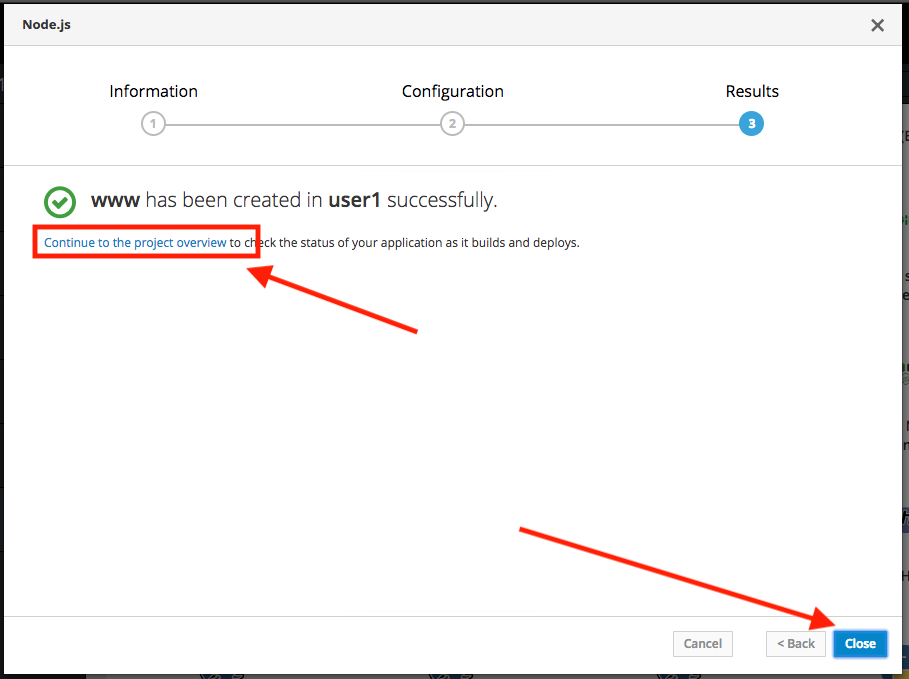 Node.js
Information Configuration Results
1 2 3
www has been created in user1 successfully.
Continue to the project overview to check the status of your application as it builds and deploys.
Cancel < Back Close